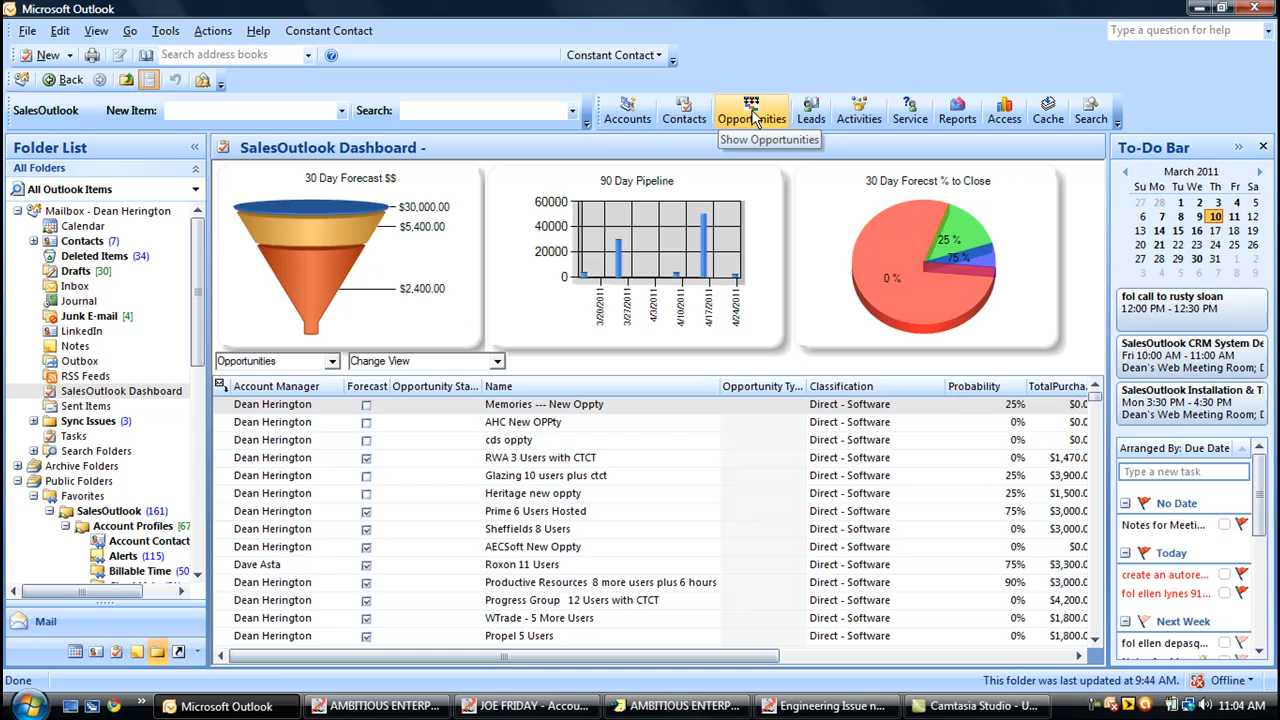 Microsoft Outlook
File Edit View Go Tools Actions Help Constant Contact
Type a question for help
New Search address books Constant Contact
Back
SalesOutlook New Item: Search: Accounts Contacts Opportunities Leads Activities Service Reports Access Cache Search
Show Opportunities
Folder List
All Folders
All Outlook Items
Mailbox - Dean Herington
Calendar
Contacts (7)
Deleted Items (34)
Drafts [30]
Inbox
Journal
Junk E-mail [4]
LinkedIn
Notes
Outbox
RSS Feeds
SalesOutlook Dashboard
Sent Items
Sync Issues (3)
Tasks
Search Folders
Archive Folders
Public Folders
Favorites
SalesOutlook (161)
Account Profiles [67
Account Contact
Alerts (115)
Billable Time (50
Mail
SalesOutlook Dashboard -
30 Day Forecast $$
$30,000.00
$5,400.00
$2,400.00
90 Day Pipeline
60000
40000
20000
0
3/20/2011
3/27/2011
4/3/2011
4/10/2011
4/17/2011
4/24/2011
30 Day Forecst % to Close
25 %
75 %
0 %
Opportunities Change View
Account Manager Forecast Opportunity Sta... Name Opportunity Ty... Classification Probability TotalPurcha
Dean Herington Memories --- New Oppty Direct - Software 25% $0.0
Dean Herington AHC New OPPty Direct - Software 0% $0.0
Dean Herington cds oppty Direct - Software 0% $0.0
Dean Herington RWA 3 Users with CTCT Direct - Software 0% $1,470.0
Dean Herington Glazing 10 users plus ctct Direct - Software 25% $3,900.0
Dean Herington Heritage new oppty Direct - Software 25% $1,500.0
Dean Herington Prime 6 Users Hosted Direct - Software 75% $3,000.0
Dean Herington Sheffields 8 Users Direct - Software 0% $3,000.0
Dean Herington AECSoft New Oppty Direct - Software 0% $0.0
Dave Asta Roxon 11 Users Direct - Software 75% $3,300.0
Dean Herington Productive Resources 8 more users plus 6 hours Direct - Software 90% $3,000.0
Dean Herington Progress Group 12 Users with CTCT Direct - Software 0% $4,200.0
Dean Herington WTrade - 5 More Users Direct - Software 0% $1,800.0
Dean Herington Propel 5 Users Direct - Software 0% $1,800.0
To-Do Bar
March 2011
Su Mo Tu We Th Fr Sa
27 28 1 2 3 4 5
6 7 8 9 10 11 12
13 14 15 16 17 18 19
20 21 22 23 24 25 26
27 28 29 30 31 1 2
3 4 5 6 7 8 9
fol call to rusty sloan
12:00 PM - 12:30 PM
SalesOutlook CRM System De
Fri 10:00 AM - 11:00 AM
Dean's Web Meeting Room; D
SalesOutlook Installation & T
Mon 3:30 PM - 4:30 PM
Dean's Web Meeting Room; D
Arranged By: Due Date
Type a new task
No Date
Notes for Meeti...
Today
create an autore...
fol ellen lynes 91...
Next Week
fol ellen depasq...
Done This folder was last updated at 9:44 AM. Offline
Microsoft Outlook AMBITIOUS ENTERP... JOE FRIDAY - Accou... AMBITIOUS ENTERP... Engineering Issue n... Camtasia Studio - U... 11:04 AM